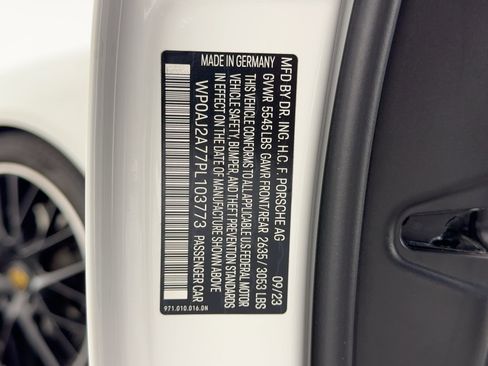 MFD BY DR. ING. H.C. F. PORSCHE AG 09/23
GVWR 5545 LBS GAWR FRONT/REAR 2635 / 3053 LBS
THIS VEHICLE CONFORMS TO ALL APPLICABLE US FEDERAL MOTOR
VEHICLE SAFETY, BUMPER, AND THEFT PREVENTION STANDARDS
IN EFFECT ON THE DATE OF MANUFACTURE SHOWN ABOVE
WP0AJ2A77PL103773 PASSENGER CAR
MADE IN GERMANY 971.010.016.DN